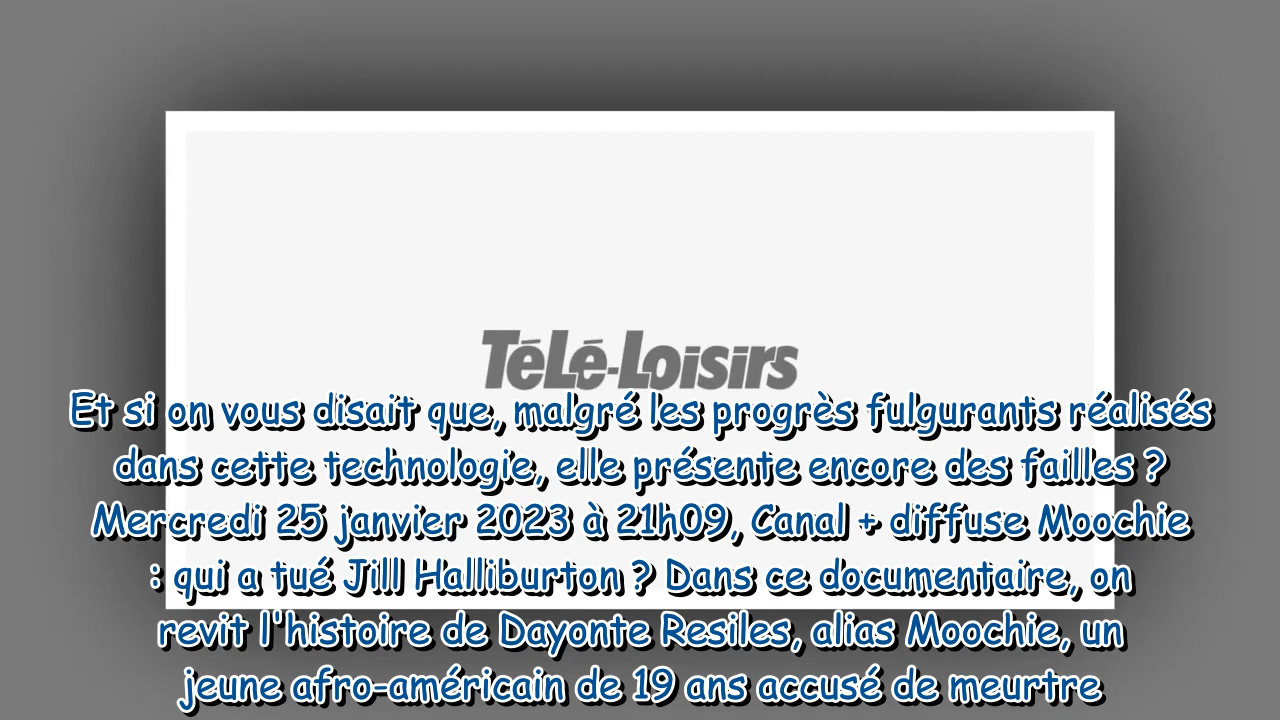 TéLé-Loisirs
Et si on vous disait que, malgré les progrès fulgurants réalisés
dans cette technologie, elle présente encore des failles ?
Mercredi 25 janvier 2023 à 21h09, Canal + diffuse Moochie
: qui a tué Jill Halliburton ? Dans ce documentaire, on
revit l'histoire de Dayonte Resiles, alias Moochie, un
jeune afro-américain de 19 ans accusé de meurtre